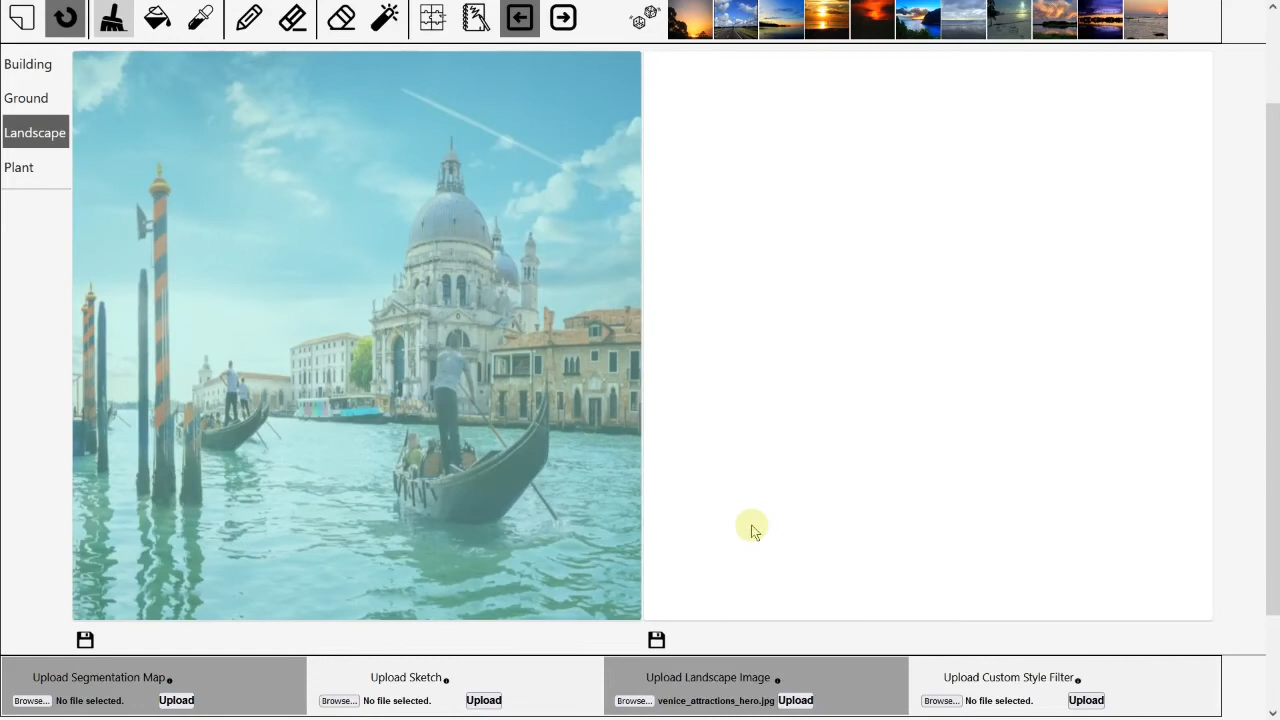 Building
Ground
Landscape
Plant
Upload Segmentation Map
Browse... No file selected. Upload
Upload Sketch
Browse... No file selected. Upload
Upload Landscape Image
Browse... venice_attractions_hero.jpg Upload
Upload Custom Style Filter
Browse... No file selected. Upload